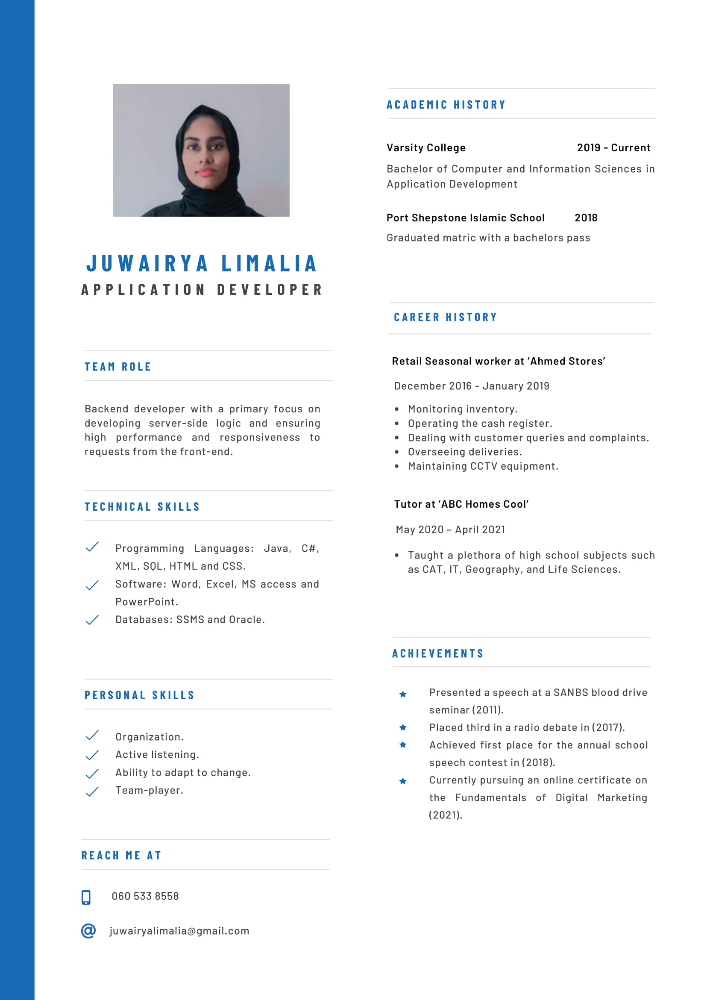 JUWAIRYA LIMALIA
APPLICATION DEVELOPER
TEAM ROLE
Backend developer with a primary focus on
developing server-side logic and ensuring
high performance and responsiveness to
requests from the front-end.
TECHNICAL SKILLS
Programming Languages: Java, C#,
XML, SQL, HTML and CSS.
Software: Word, Excel, MS access and
PowerPoint.
Databases: SSMS and Oracle.
PERSONAL SKILLS
Organization.
Active listening.
Ability to adapt to change.
Team-player.
REACH ME AT
060 533 8558
juwairyalimalia@gmail.com
ACADEMIC HISTORY
Varsity College 2019 - Current
Bachelor of Computer and Information Sciences in
Application Development
Port Shepstone Islamic School 2018
Graduated matric with a bachelors pass
CAREER HISTORY
Retail Seasonal worker at ‘Ahmed Stores’
December 2016 - January 2019
• Monitoring inventory.
• Operating the cash register.
• Dealing with customer queries and complaints.
• Overseeing deliveries.
• Maintaining CCTV equipment.
Tutor at ‘ABC Homes Cool’
May 2020 – April 2021
• Taught a plethora of high school subjects such
as CAT, IT, Geography, and Life Sciences.
ACHIEVEMENTS
Presented a speech at a SANBS blood drive
seminar (2011).
Placed third in a radio debate in (2017).
Achieved first place for the annual school
speech contest in (2018).
Currently pursuing an online certificate on
the Fundamentals of Digital Marketing
(2021).